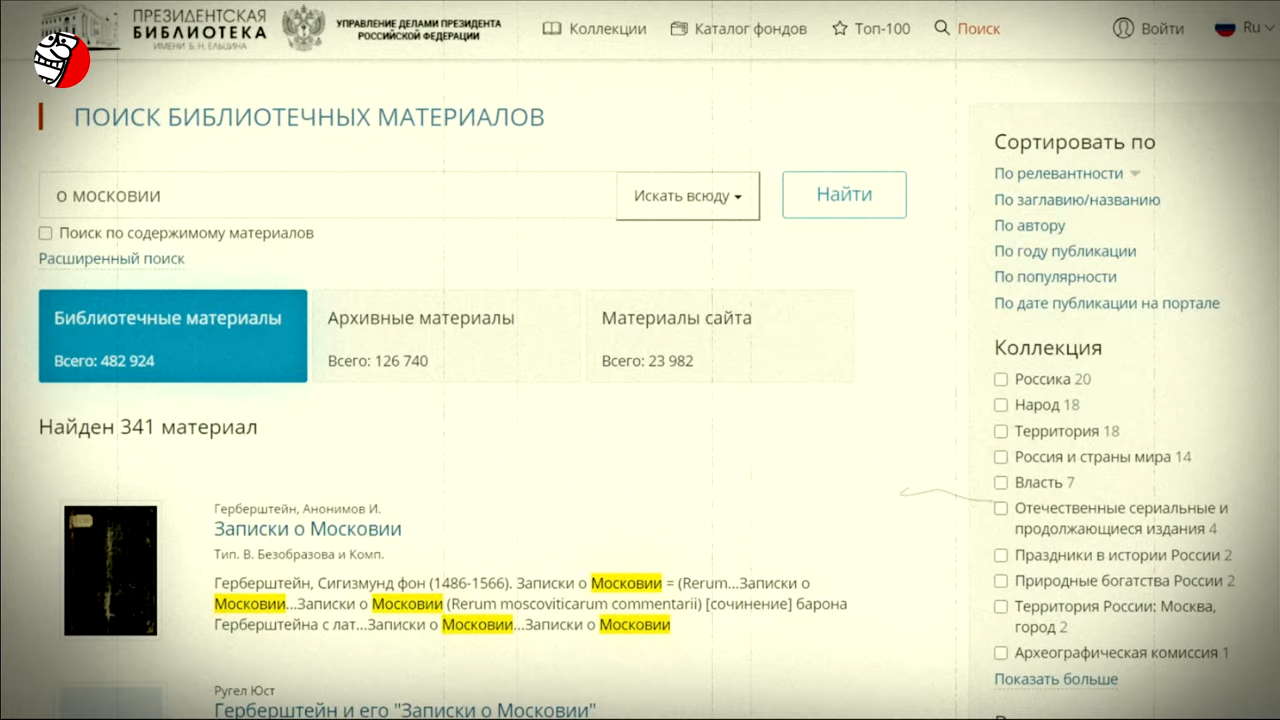 ПРЕЗИДЕНТСКАЯ
БИБЛИОТЕКА
ИМЕНИ Б. Н. ЕЛЬЦИНА
УПРАВЛЕНИЕ ДЕЛАМИ ПРЕЗИДЕНТА
РОССИЙСКОЙ ФЕДЕРАЦИИ
Коллекции
Каталог фондов
Топ-100
Поиск
Войти
Ru
ПОИСК БИБЛИОТЕЧНЫХ МАТЕРИАЛОВ
о московии
Искать всюду
Найти
Поиск по содержимому материалов
Расширенный поиск
Библиотечные материалы
Всего: 482 924
Архивные материалы
Всего: 126 740
Материалы сайта
Всего: 23 982
Найден 341 материал
Герберштейн, Анонимов И.
Записки о Московии
Тип. В. Безобразова и Комп.
Герберштейн, Сигизмунд фон (1486-1566). Записки о Московии = (Rerum...Записки о
Московии...Записки о Московии (Rerum moscoviticarum commentarii) [сочинение] барона
Герберштейна с лат...Записки о Московии...Записки о Московии
Ругел Юст
Герберштейн и его "Записки о Московии"
Сортировать по
По релевантности
По заглавию/названию
По автору
По году публикации
По популярности
По дате публикации на портале
Коллекция
Россика 20
Народ 18
Территория 18
Россия и страны мира 14
Власть 7
Отечественные сериальные и
продолжающиеся издания 4
Праздники в истории России 2
Природные богатства России 2
Территория России: Москва,
город 2
Археографическая комиссия 1
Показать больше